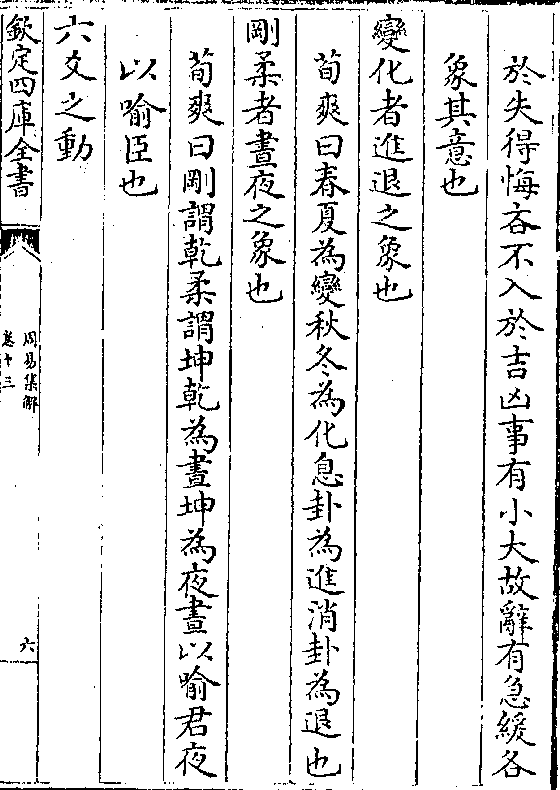 於失得悔吝不入於吉凶事有小大故辭有急緩各
象其意也
變化者進退之象也
荀爽曰春夏為變秋冬為化息卦為進消卦為退也
剛柔者晝夜之象也
荀爽曰剛謂乾柔謂坤乾為晝坤為夜晝以喻君夜
以喻臣也
六爻之動
欽定四庫全書
周易集解
卷十三
六